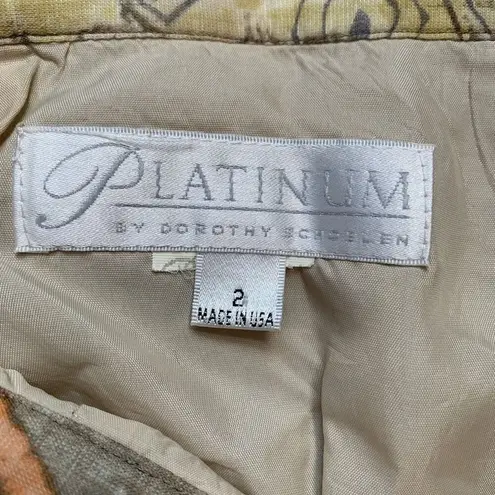 PLATINUM
BY DOROTHY SCHOELEN
2
MADE IN USA